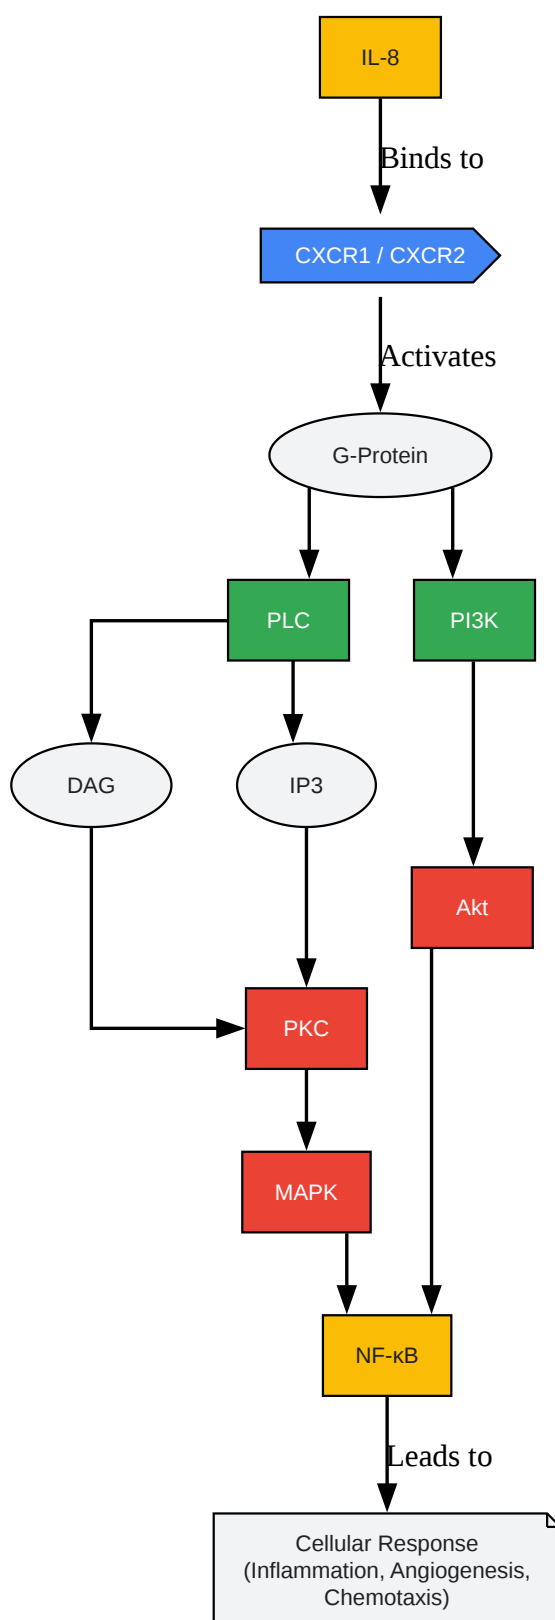 IL-8
Binds to
CXCR1 / CXCR2
Activates
G-Protein
PLC
PI3K
DAG
IP3
Akt
PKC
MAPK
NF-κB
Leads to
Cellular Response
(Inflammation, Angiogenesis,
Chemotaxis)